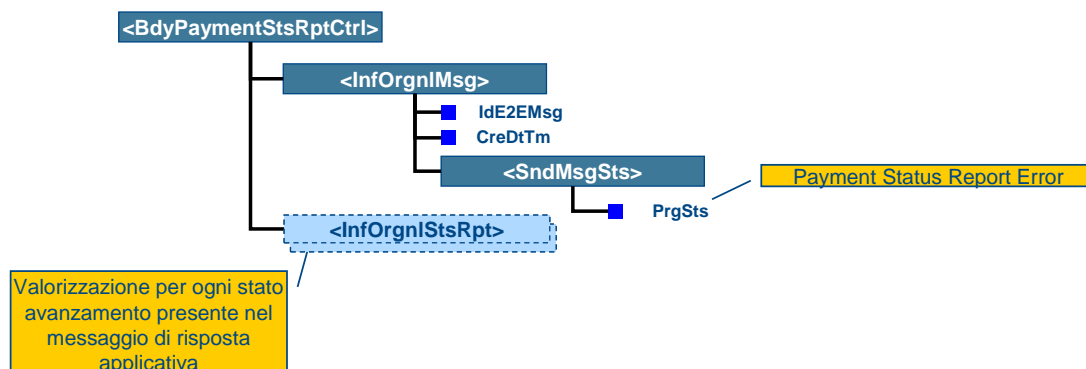 <BdyPaymentStsRptCtrl>
<InfOrgnlMsg>
IdE2EMsg
CreDtTm
<SndMsgSts>
Payment Status Report Error
PrgSts
<InfOrgnlStsRpt>
Valorizzazione per ogni stato
avanzamento presente nel
messaggio di risposta
applicativa